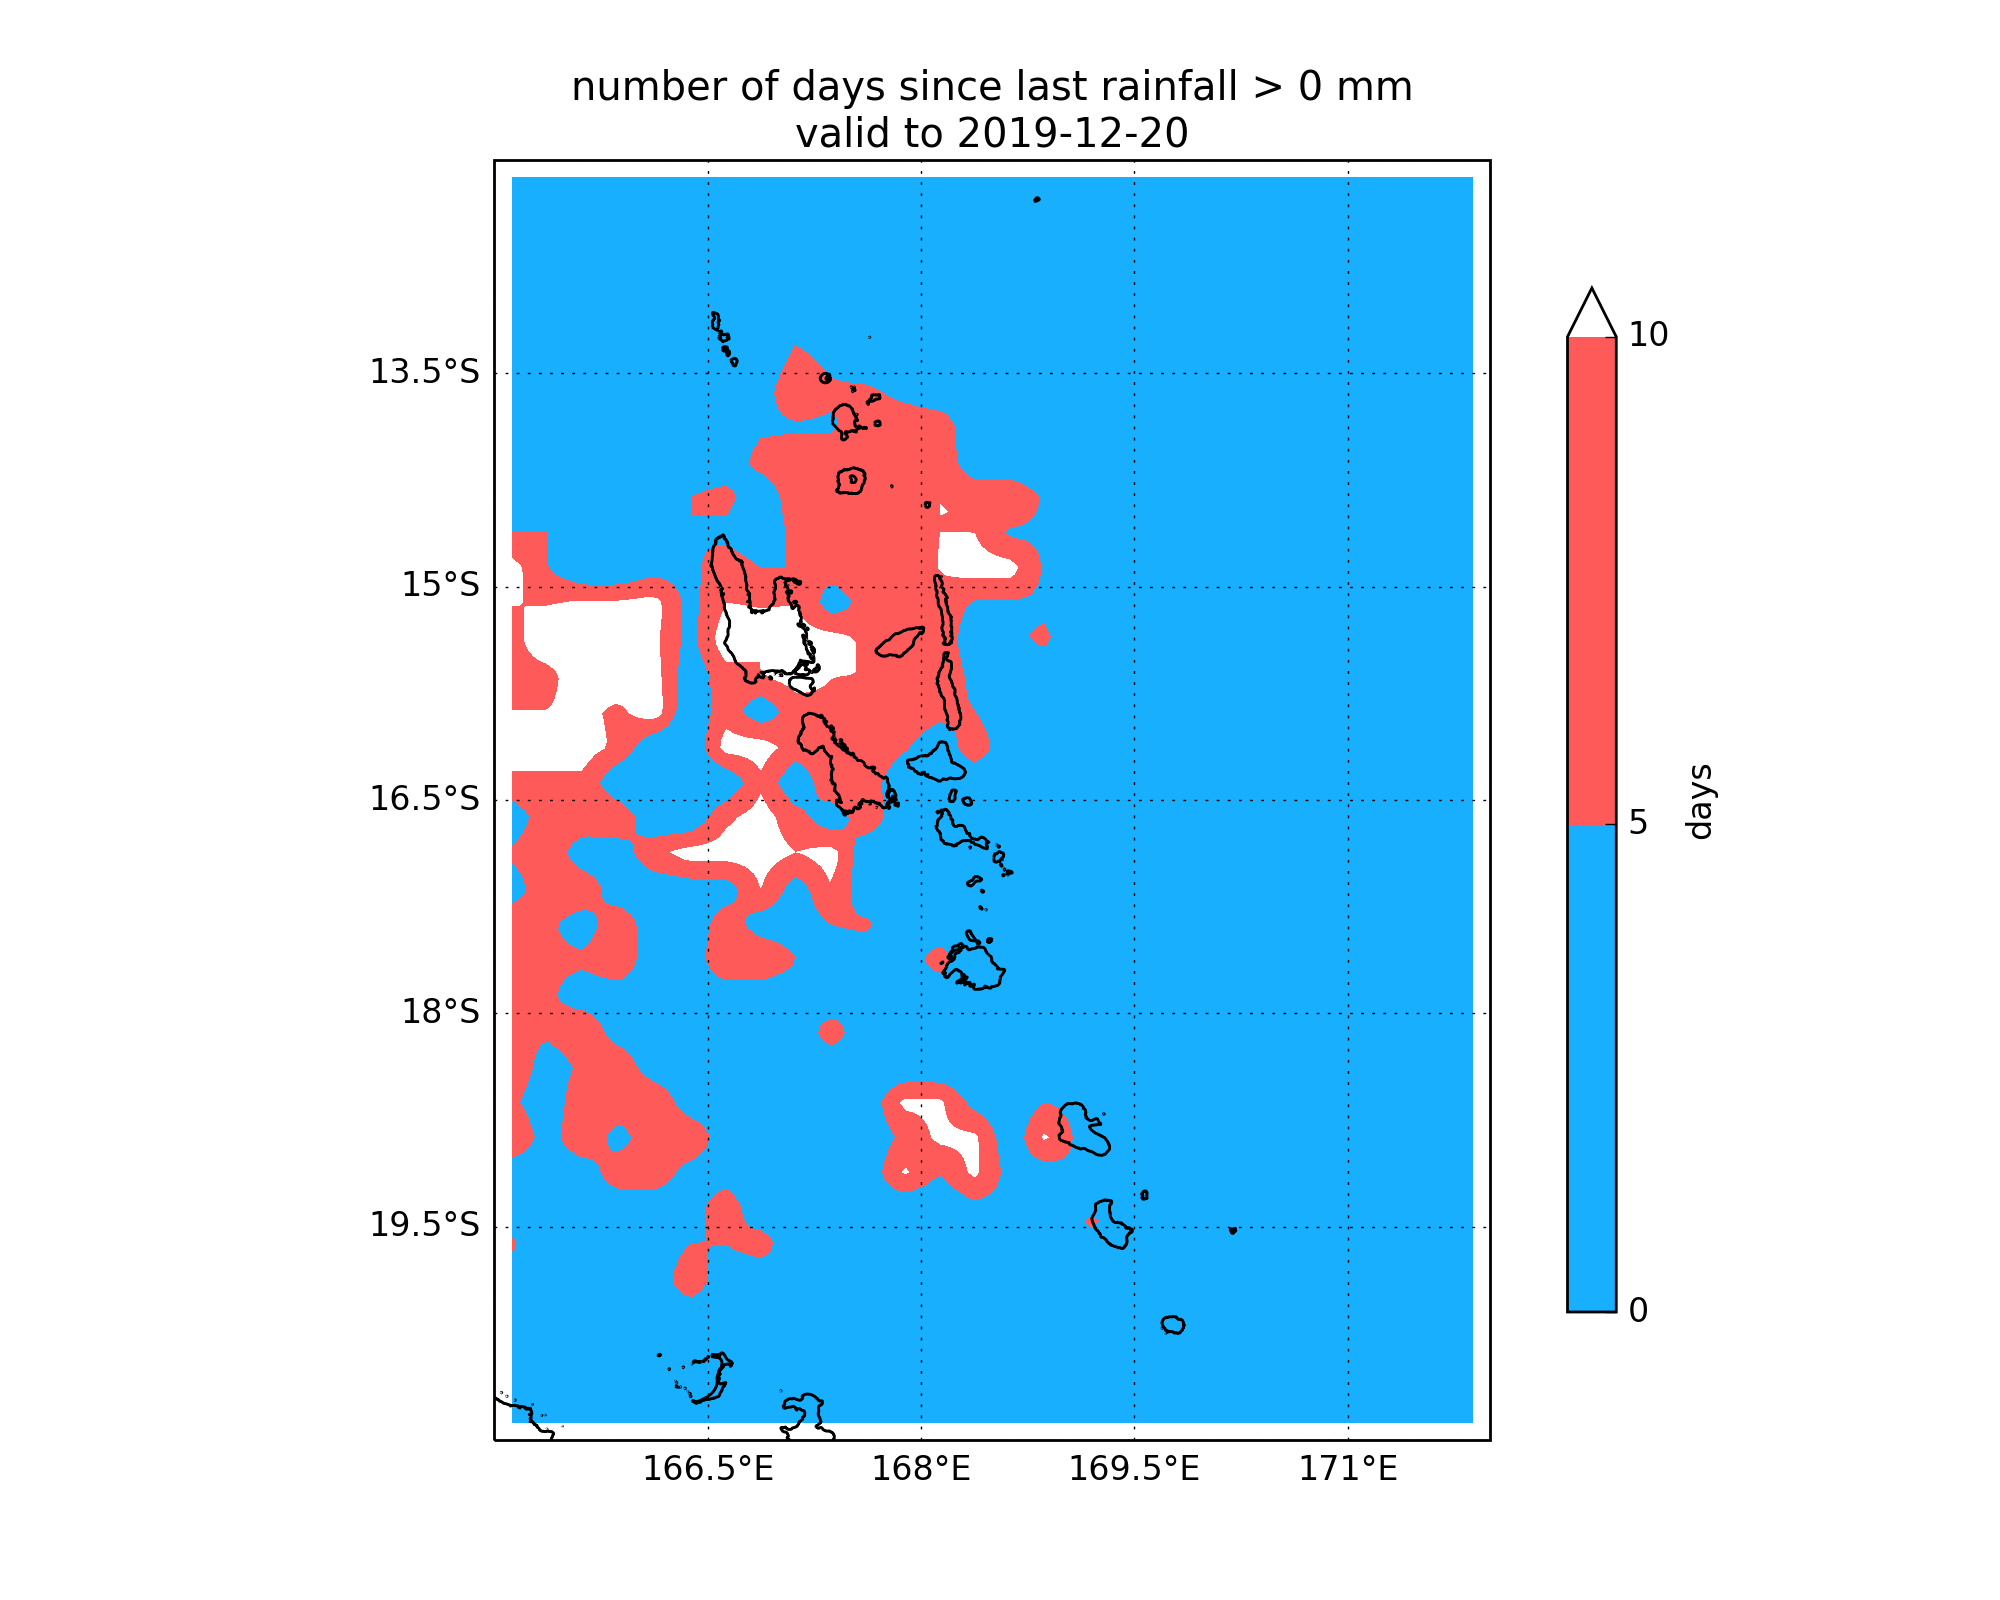 number of days since last rainfall > 0 mm
valid to 2019-12-20
13.5°S
15°S
16.5°S
18°S
19.5°S
166.5°E
168°E
169.5°E
171°E
10
5
0
days